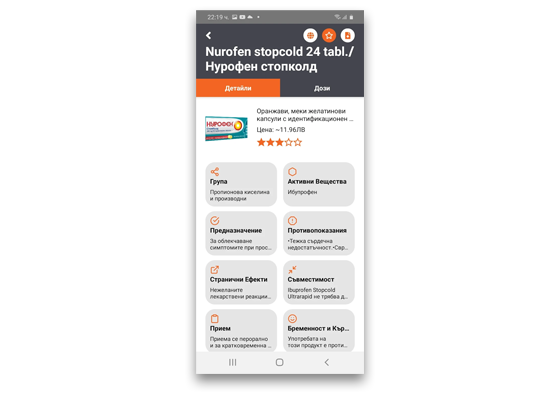 22:19 ч.
Nurofen stopcold 24 tabl./
Нурофен стопколд
Детайли
Дози
НУРОФЕН
Оранжави, меки желатинови
капсули с идентификационен ...
Цена: ~11.96ЛВ
Група
Пропионова киселина
и производни
Активни Вещества
Ибупрофен
Предназначение
За облекчаване
симптомите при прос...
Противопоказания
•Тежка сърдечна
недостатъчност.•Сар...
Странични Ефекти
Нежеланите
лекарствени реакции...
Съвместимост
Ibuprofen Stopcold
Ultrarapid не трябва д...
Прием
Приема се перорално
и за кратковременна ...
Бременност и Кър...
Употребата на
този продукт е проти...